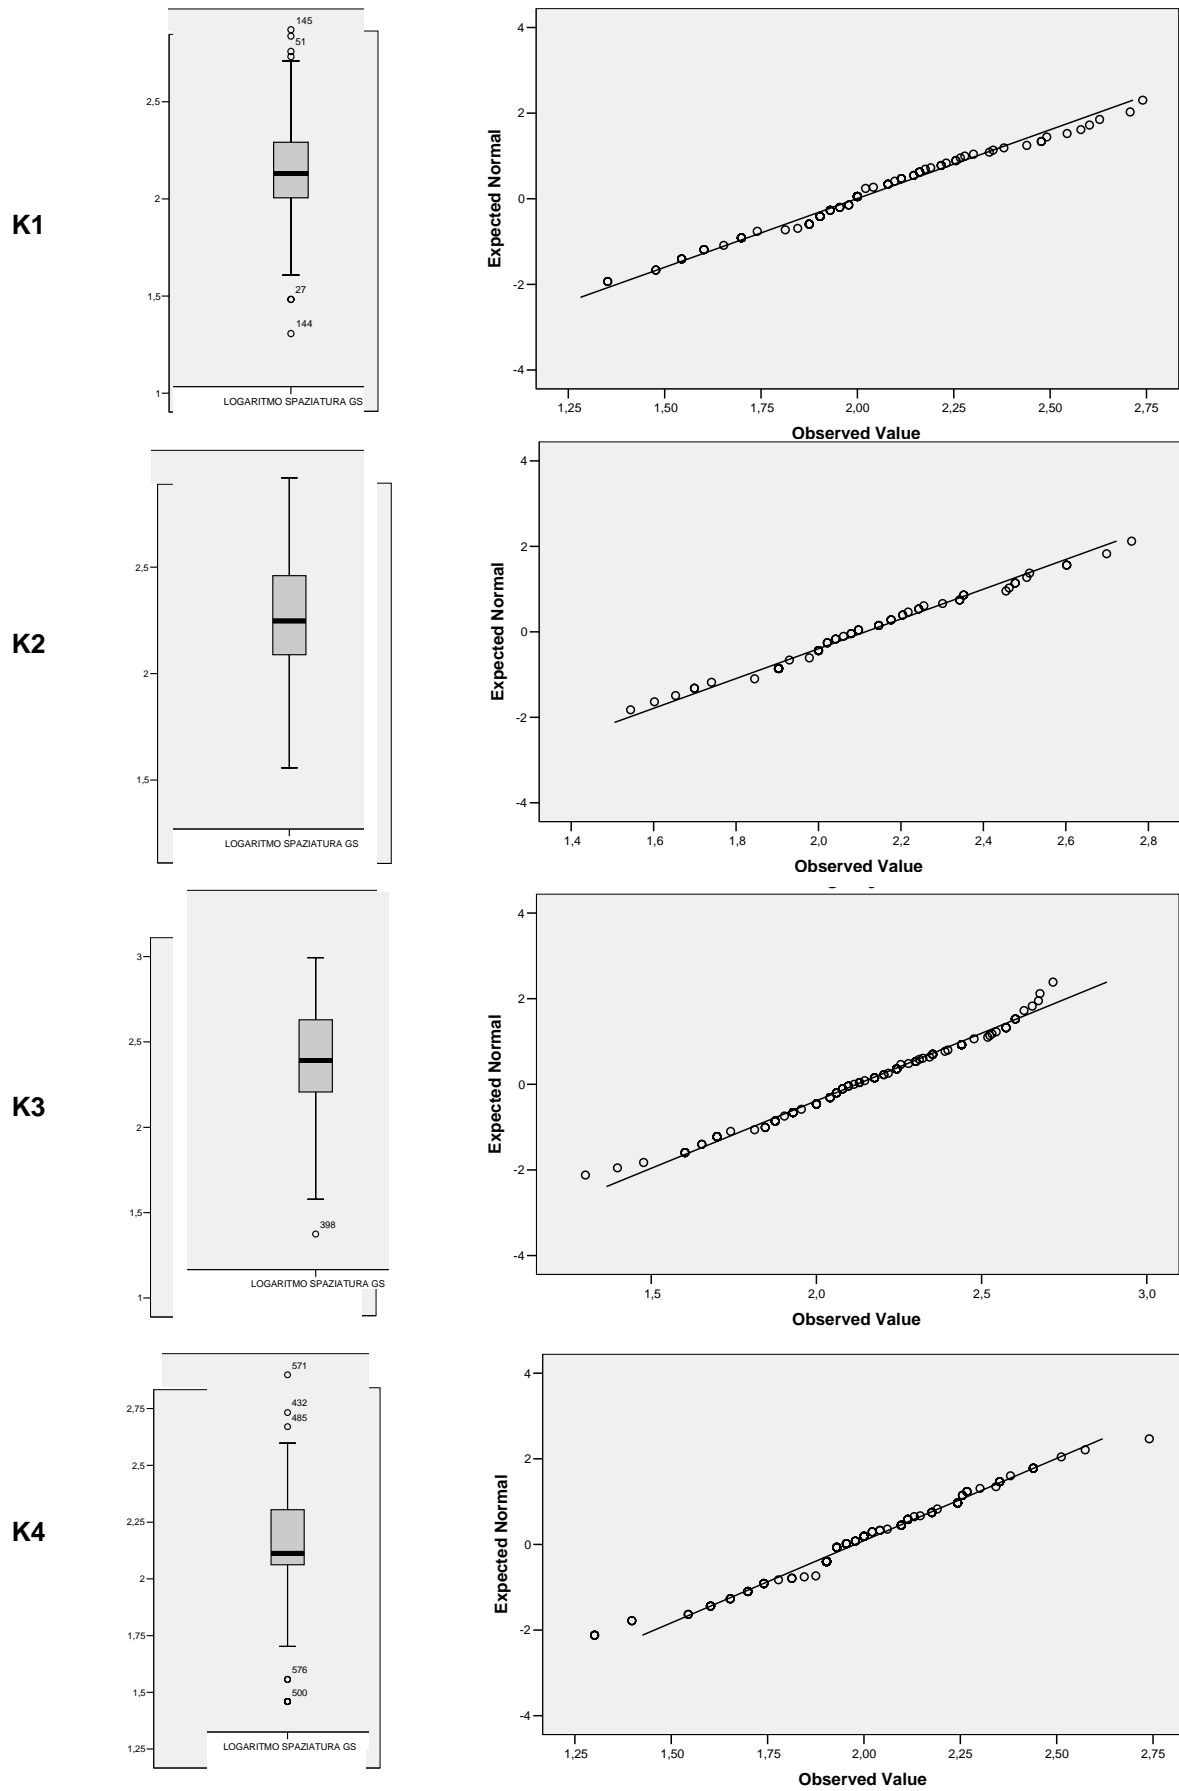 K1
145
51
2,5
2
1,5
1
27
144
LOGARITMO SPAZIATURA GS
Expected Normal
4
2
0
-2
-4
1,25 1,50 1,75 2,00 2,25 2,50 2,75
Observed Value
K2
2,5
2
1,5
LOGARITMO SPAZIATURA GS
Expected Normal
4
2
0
-2
-4
1,4 1,6 1,8 2,0 2,2 2,4 2,6 2,8
Observed Value
K3
3
2,5
2
1,5
1
398
LOGARITMO SPAZIATURA GS
Expected Normal
4
2
0
-2
-4
1,5 2,0 2,5 3,0
Observed Value
K4
571
432
485
2,75
2,5
2,25
2
1,75
1,5
1,25
576
500
LOGARITMO SPAZIATURA GS
Expected Normal
4
2
0
-2
-4
1,25 1,50 1,75 2,00 2,25 2,50 2,75
Observed Value